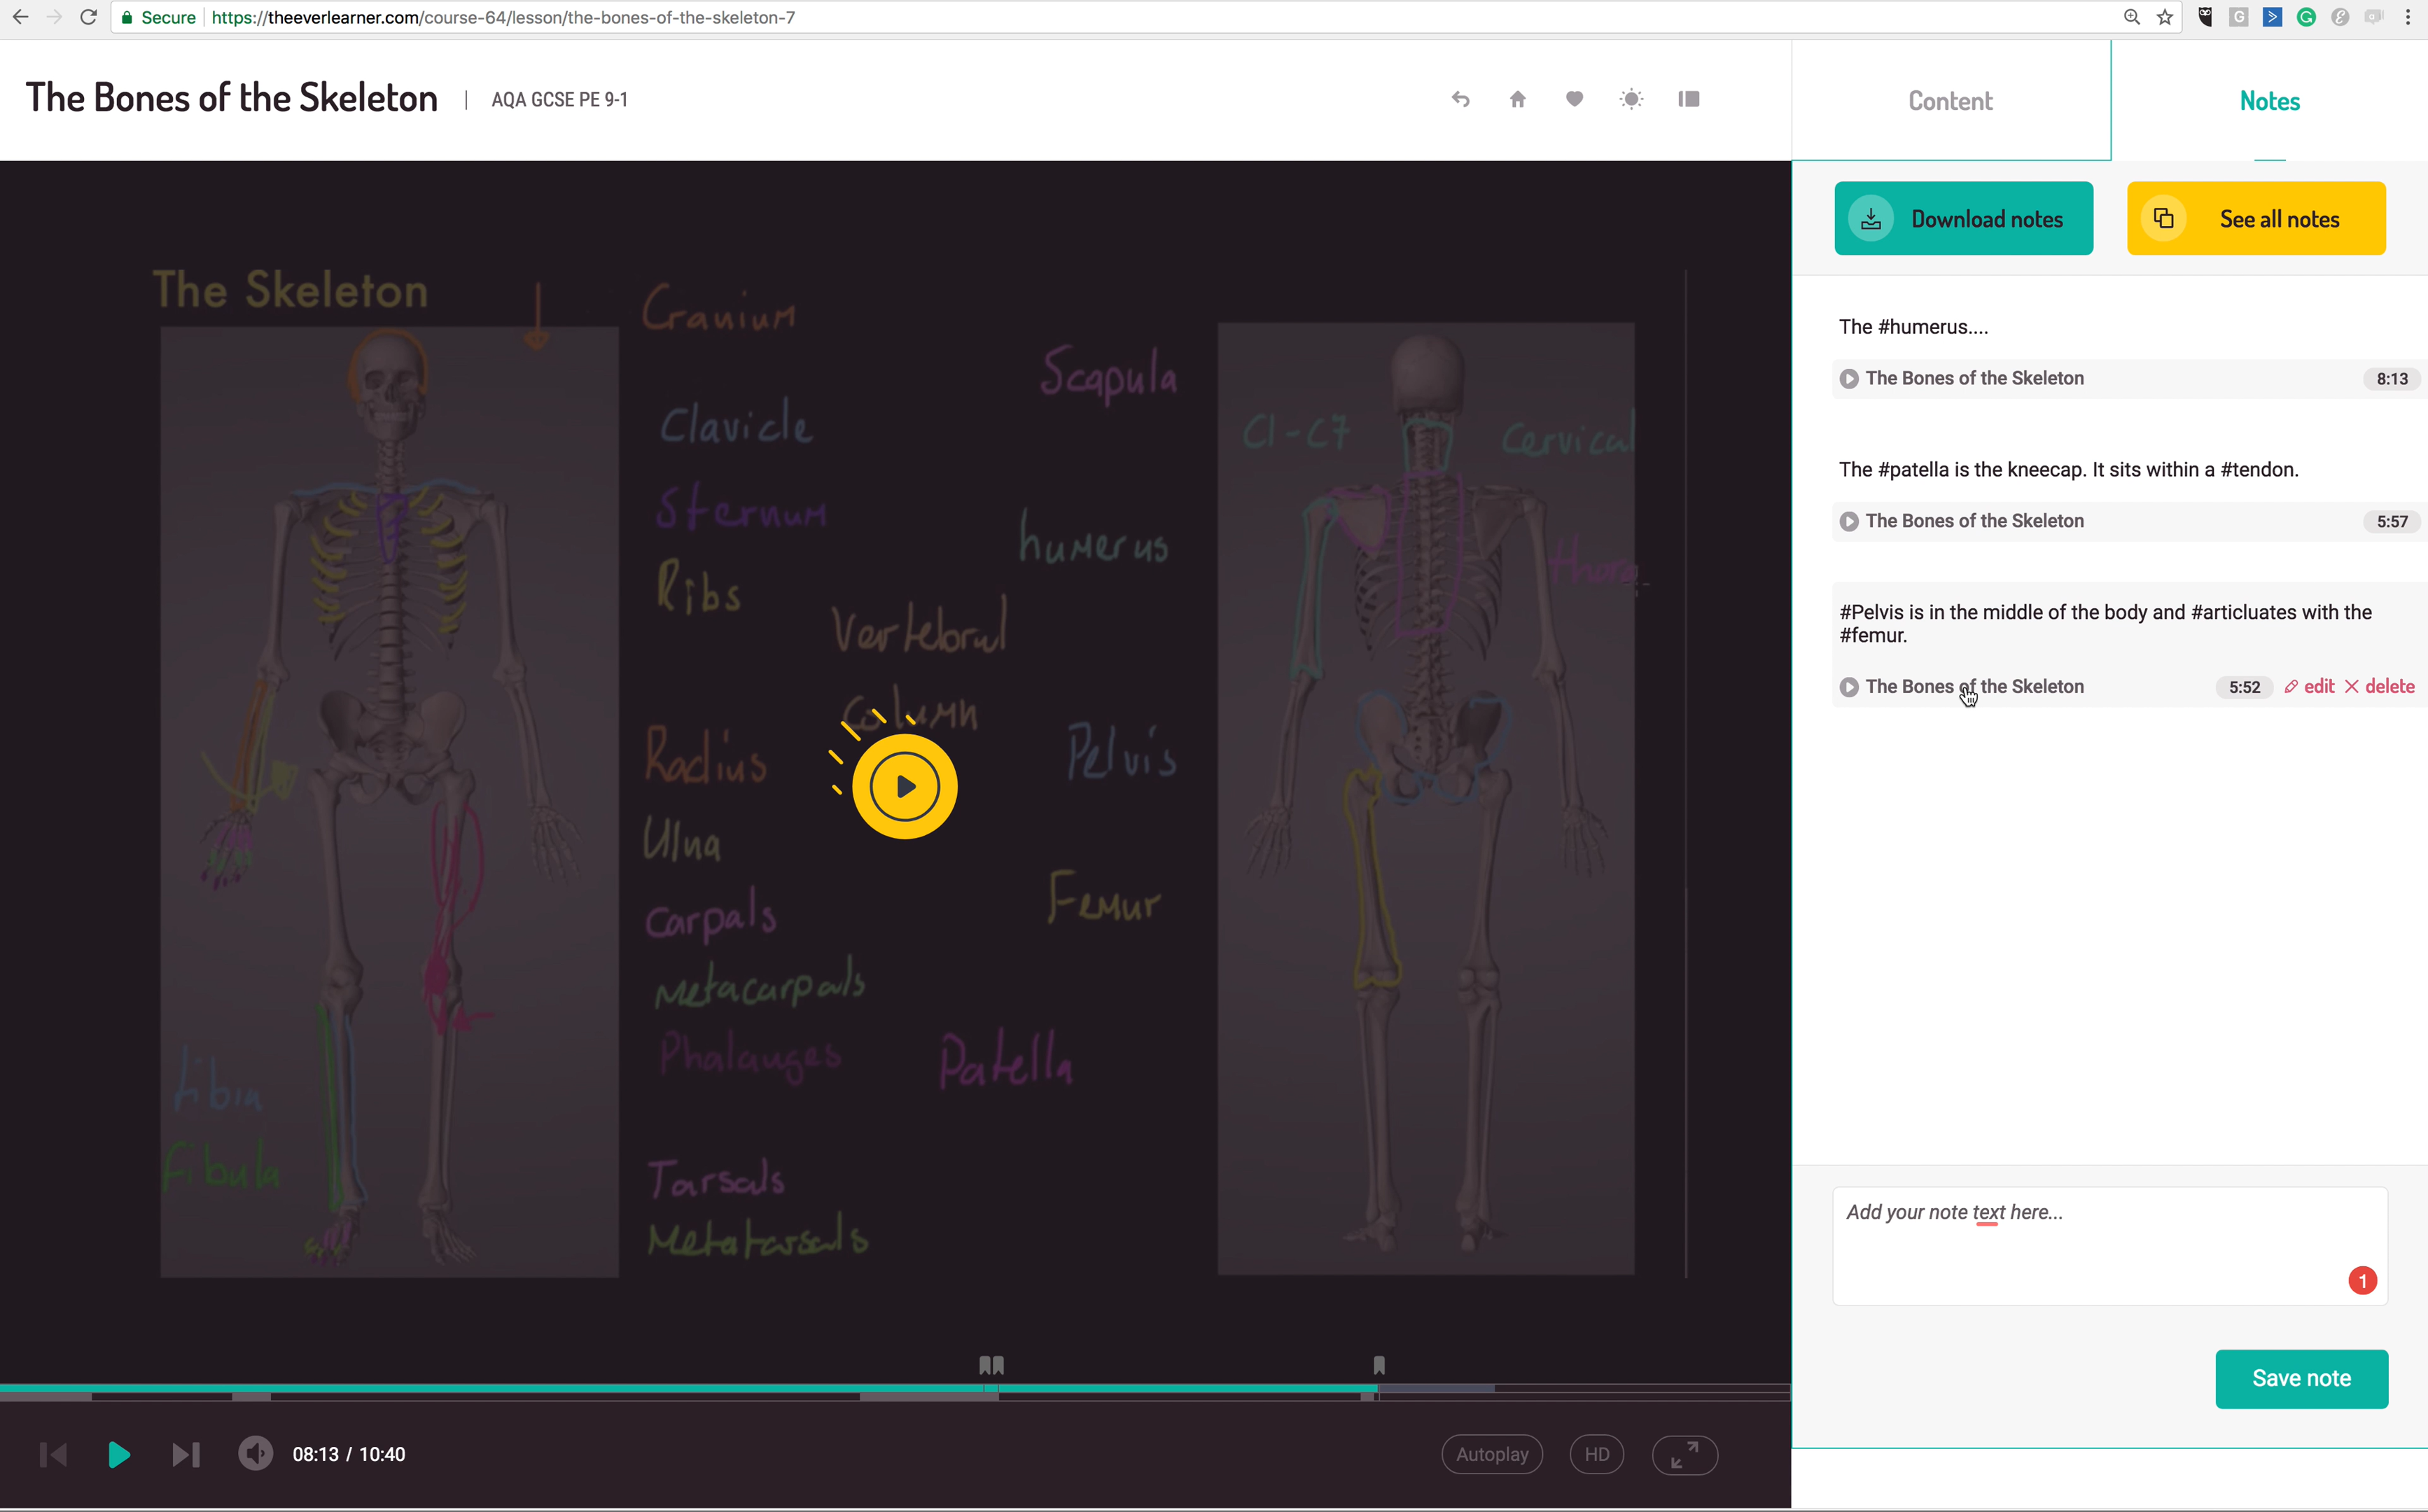 Secure https://theeverlearner.com/course-64/lesson/the-bones-of-the-skeleton-7
The Bones of the Skeleton | AQA GCSE PE 9-1
Content
Notes
Download notes
See all notes
The Skeleton
Cranium
Clavicle
Sternum
Ribs
Vertebral
Column
Radius
Ulna
Carpals
Metacarpals
Phalanges
Patella
Tarsals
Metatarsals
tibia
Fibula
Scapula
humerus
Pelvis
Femur
C1-C7
Cervical
The #humerus....
The Bones of the Skeleton 8:13
The #patella is the kneecap. It sits within a #tendon.
The Bones of the Skeleton 5:57
#Pelvis is in the middle of the body and #articluates with the
#femur.
The Bones of the Skeleton 5:52 edit delete
Add your note text here...
1
Save note
08:13 / 10:40
Autoplay
HD